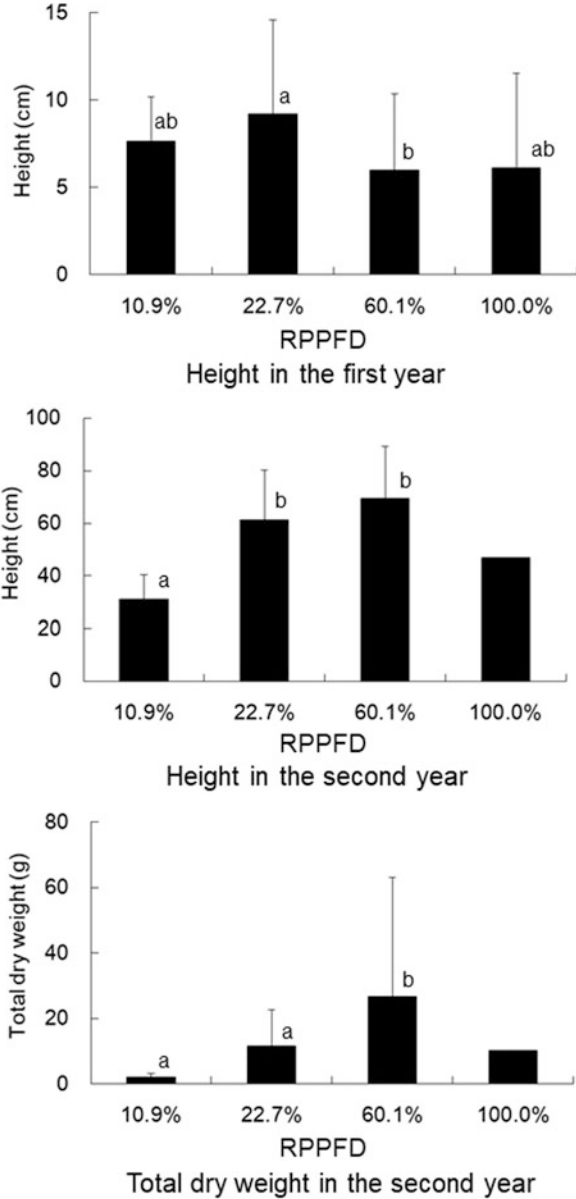 15
10
5
0
Height (cm)
ab
a
b
ab
10.9% 22.7% 60.1% 100.0%
RPPFD
Height in the first year
100
80
60
40
20
0
Height (cm)
a
b
b
10.9% 22.7% 60.1% 100.0%
RPPFD
Height in the second year
80
60
40
20
0
Total dry weight (g)
a
a
b
10.9% 22.7% 60.1% 100.0%
RPPFD
Total dry weight in the second year